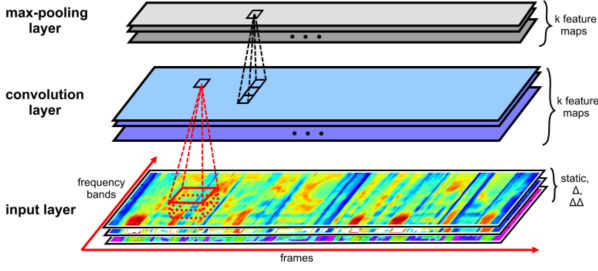 max-pooling
layer
k feature
maps
• • •
convolution
layer
k feature
maps
• • •
frequency
bands
static,
Δ,
ΔΔ
input layer
frames